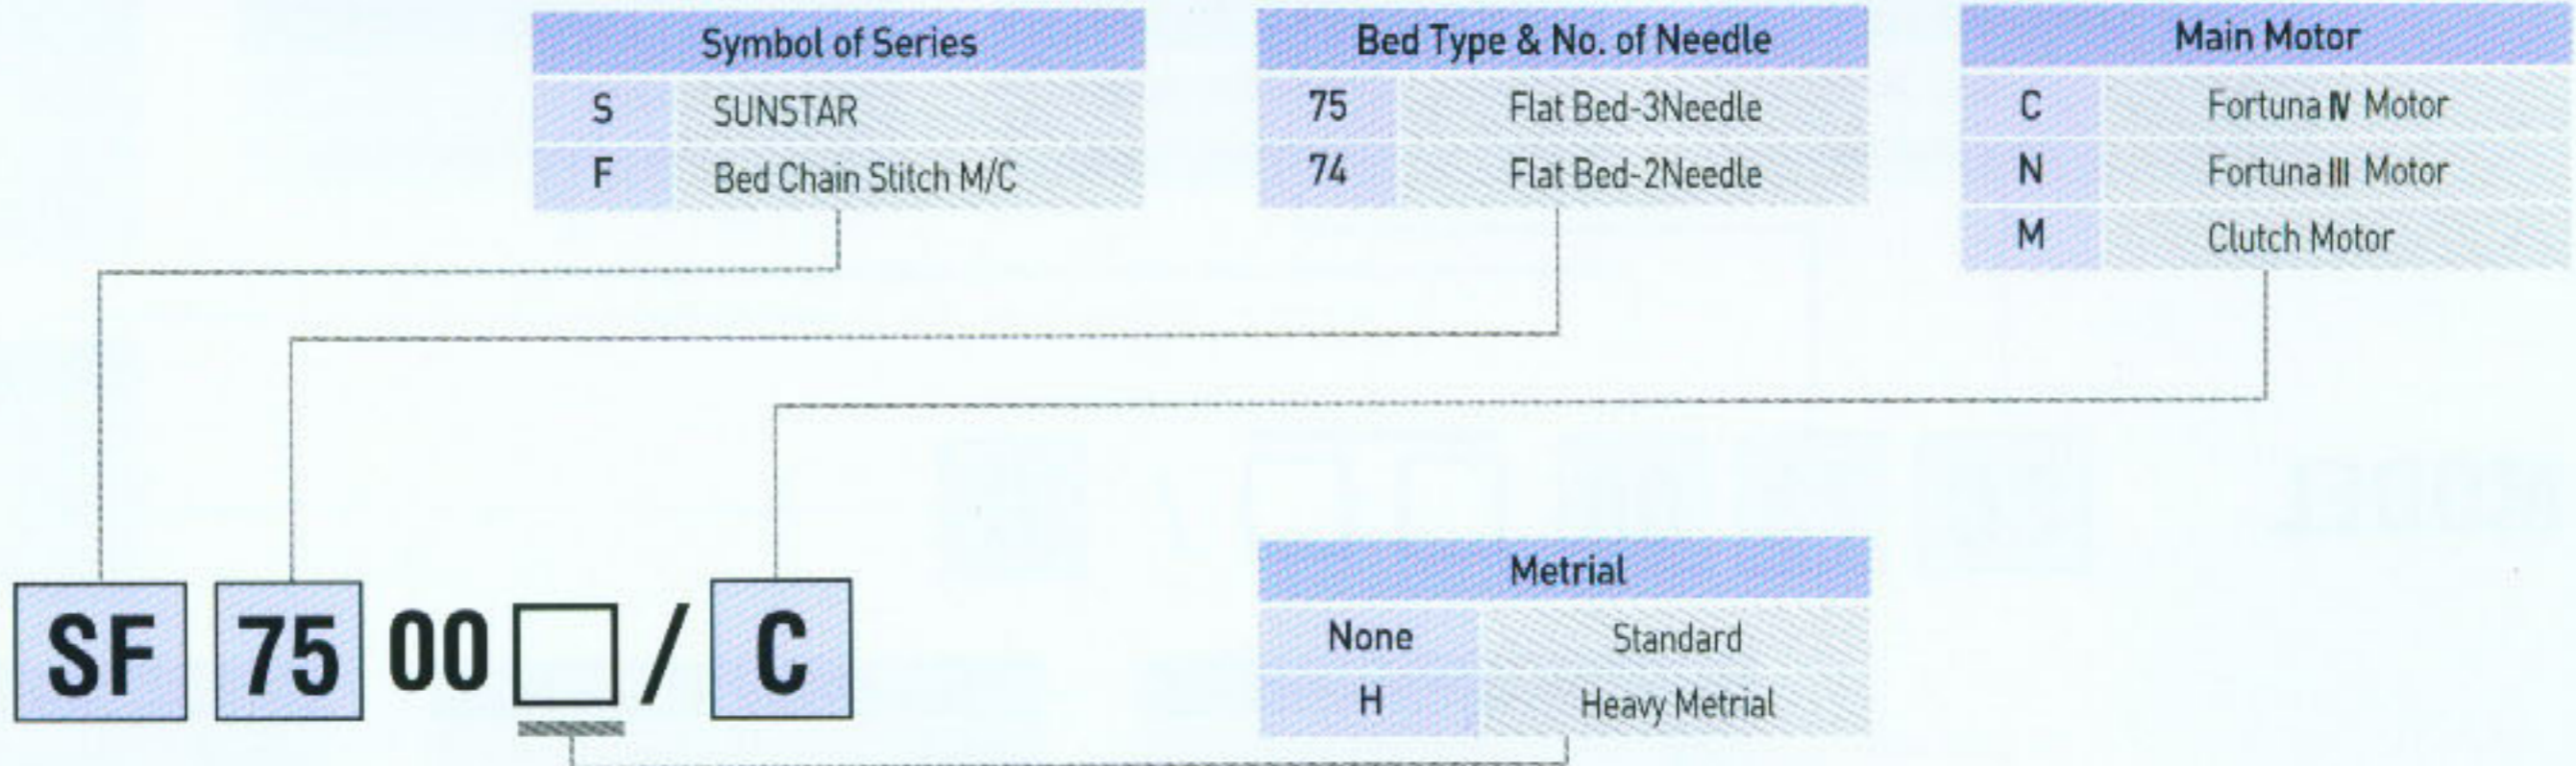 Symbol of Series
S SUNSTAR
F Bed Chain Stitch M/C
Bed Type & No. of Needle
75 Flat Bed-3Needle
74 Flat Bed-2Needle
Main Motor
C Fortuna Ⅳ Motor
N Fortuna Ⅲ Motor
M Clutch Motor
SF 75 00 □ / C
Metrial
None Standard
H Heavy Metrial